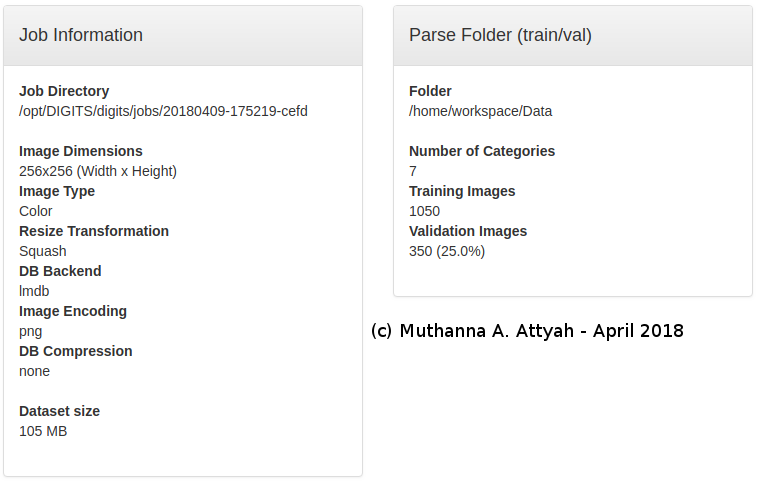 Job Information
Job Directory
/opt/DIGITS/digits/jobs/20180409-175219-cefd
Image Dimensions
256x256 (Width x Height)
Image Type
Color
Resize Transformation
Squash
DB Backend
lmdb
Image Encoding
png
DB Compression
none
Dataset size
105 MB
Parse Folder (train/val)
Folder
/home/workspace/Data
Number of Categories
7
Training Images
1050
Validation Images
350 (25.0%)
(c) Muthanna A. Attyah - April 2018